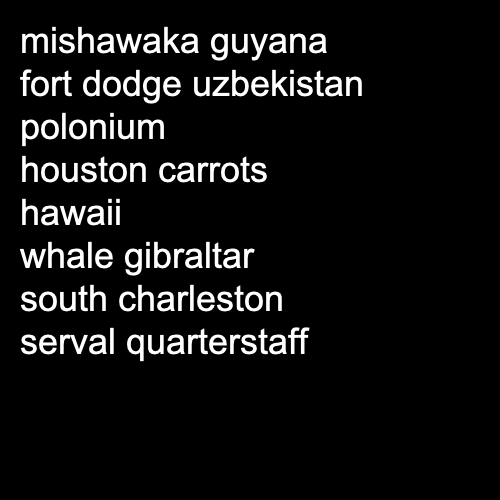 mishawaka guyana
fort dodge uzbekistan
polonium
houston carrots
hawaii
whale gibraltar
south charleston
serval quarterstaff